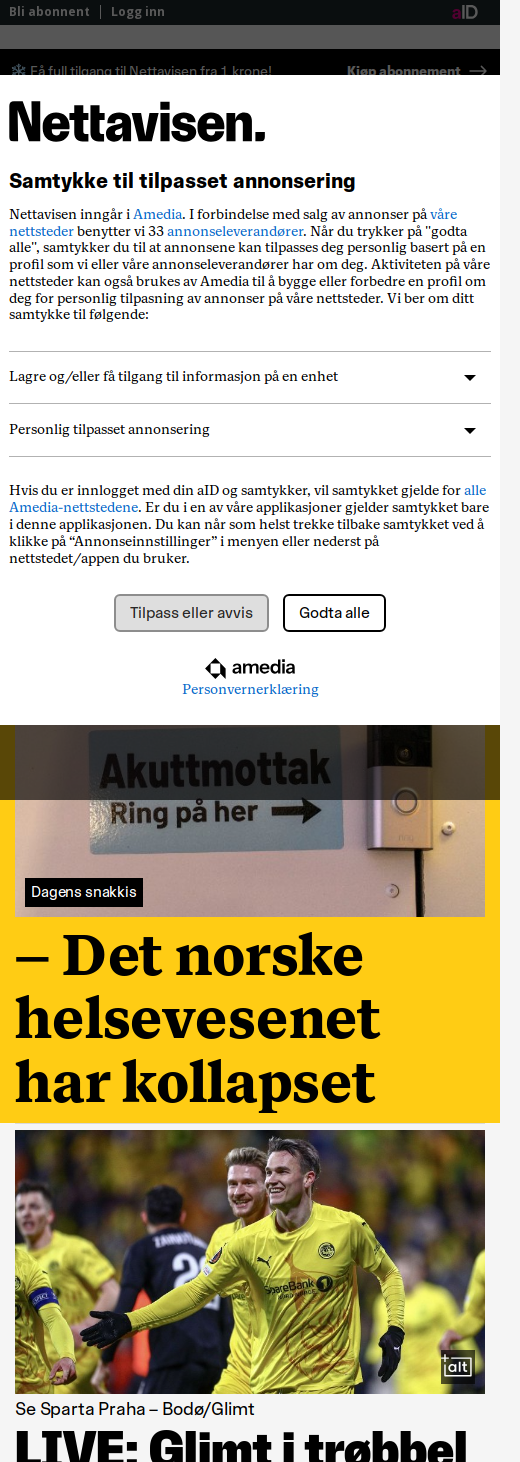 Bli abonnent | Logg inn
aID
Få full tilgang til Nettavisen fra 1 krone!
Kjøp abonnement
Nettavisen.
Samtykke til tilpasset annonsering
Nettavisen inngår i Amedia. I forbindelse med salg av annonser på våre
nettsteder benytter vi 33 annonseleverandører. Når du trykker på "godta
alle", samtykker du til at annonsene kan tilpasses deg personlig basert på en
profil som vi eller våre annonseleverandører har om deg. Aktiviteten på våre
nettsteder kan også brukes av Amedia til å bygge eller forbedre en profil om
deg for personlig tilpasning av annonser på våre nettsteder. Vi ber om ditt
samtykke til følgende:
Lagre og/eller få tilgang til informasjon på en enhet
Personlig tilpasset annonsering
Hvis du er innlogget med din aID og samtykker, vil samtykket gjelde for alle
Amedia-nettstedene. Er du i en av våre applikasjoner gjelder samtykket bare
i denne applikasjonen. Du kan når som helst trekke tilbake samtykket ved å
klikke på “Annonseinnstillinger” i menyen eller nederst på
nettstedet/appen du bruker.
Tilpass eller avvis
Godta alle
amedia
Personvernerklæring
Akuttmottak
Ring på her
ring
Dagens snakkis
– Det norske
helsevesenet
har kollapset
SpareBank 1
+alt
Se Sparta Praha – Bodø/Glimt
LIVE: Glimt i trøbbel